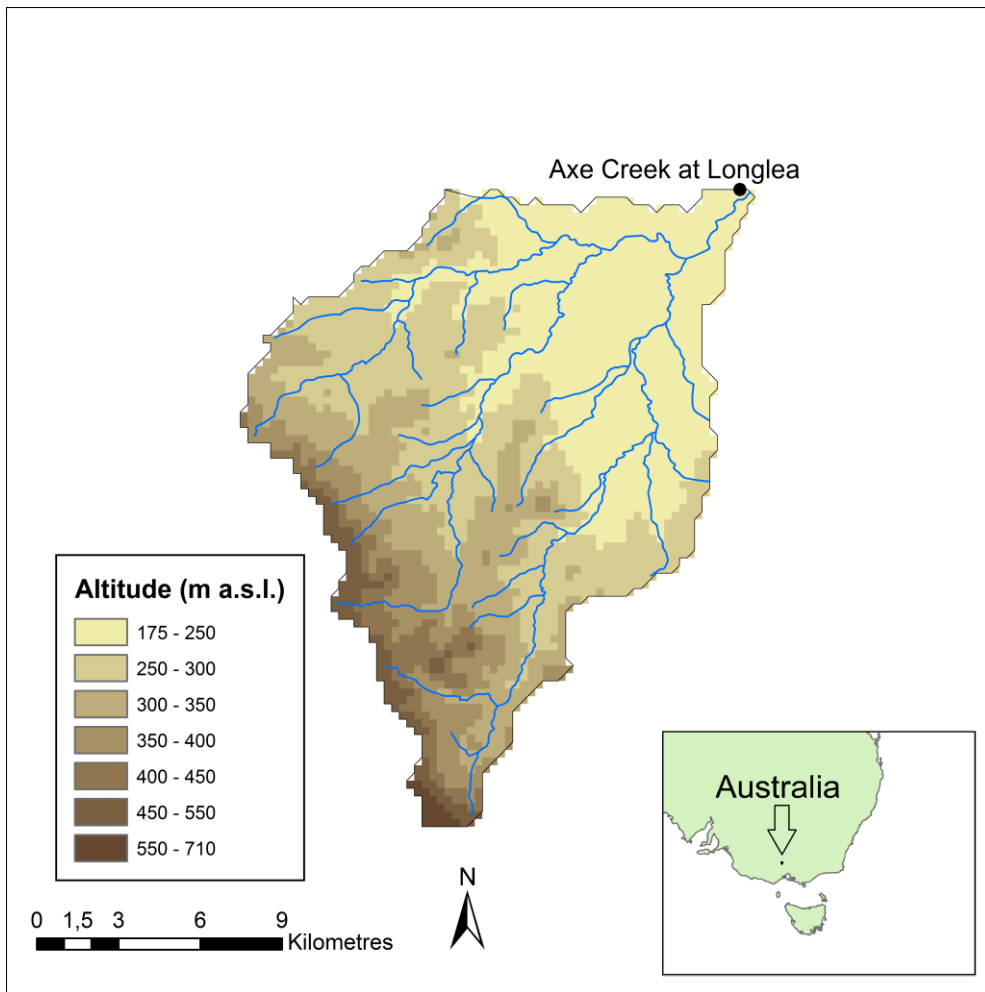 Axe Creek at Longlea
Altitude (m a.s.l.)
175 - 250
250 - 300
300 - 350
350 - 400
400 - 450
450 - 550
550 - 710
0 1,5 3 6 9
Kilometres
N
Australia